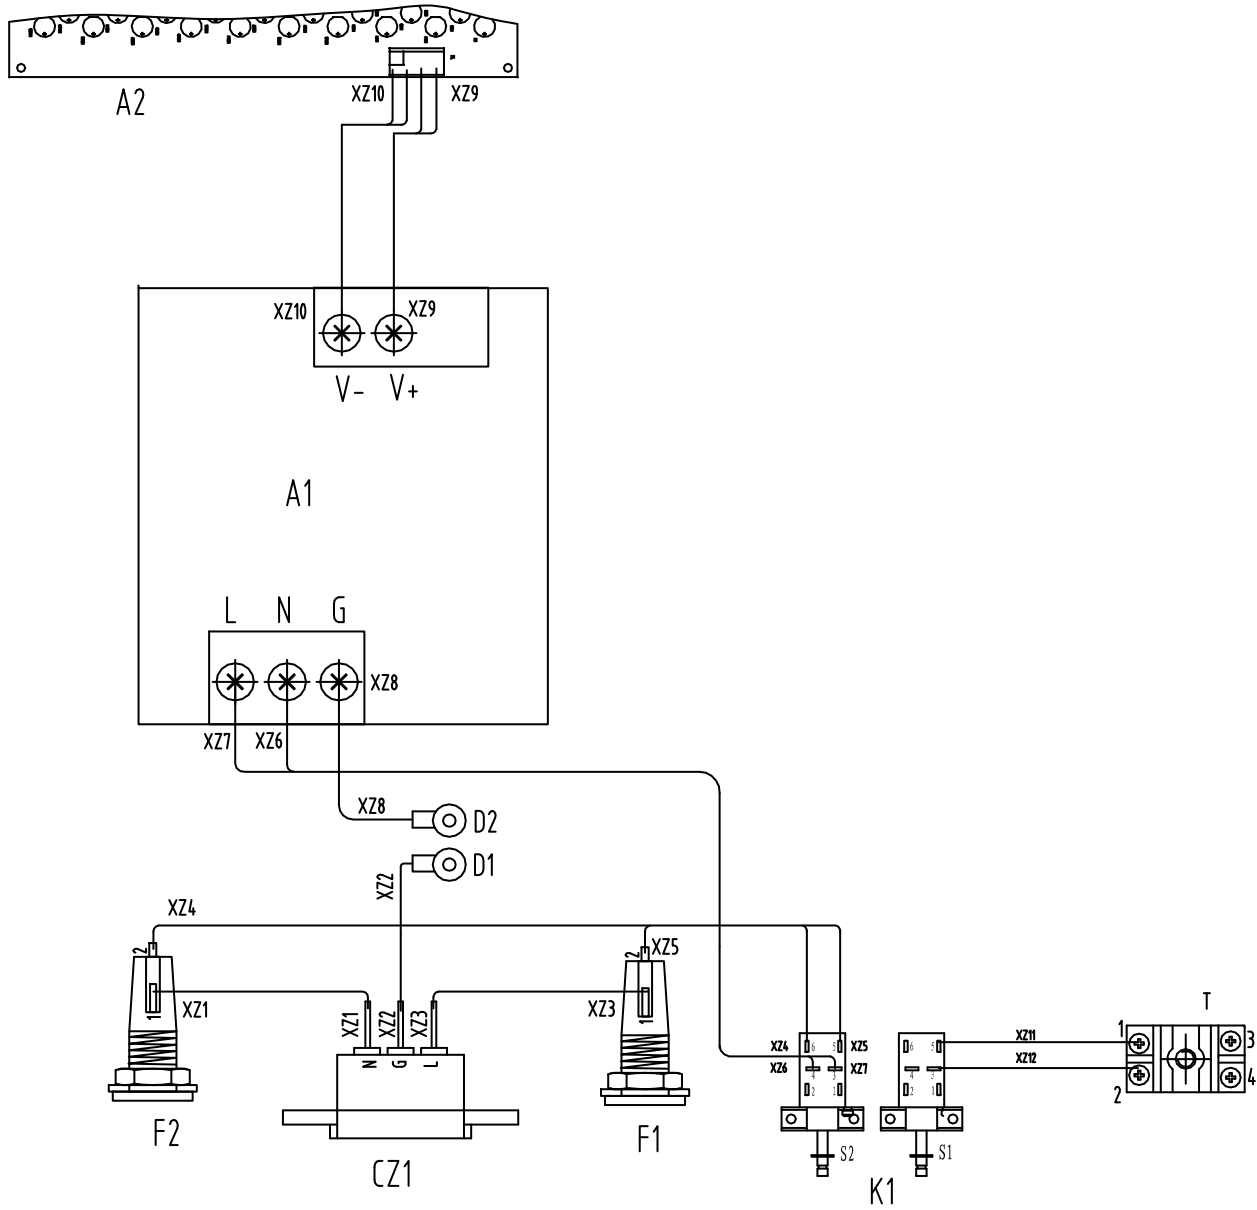 XZ10 XZ9
A2
XZ10 XZ9
V- V+
A1
L N G
XZ8
XZ7 XZ6
XZ8 D2
XZ2 D1
XZ4
2 2 XZ5
1 XZ1 XZ1 XZ2 XZ3 XZ3 1
N G L
F2
CZ1
F1
XZ4 6 5 XZ5
XZ6 4 3 XZ7
2 1
S2
6 5 XZ11
4 3 XZ12
2 1
S1
K1
T
1 3
2 4